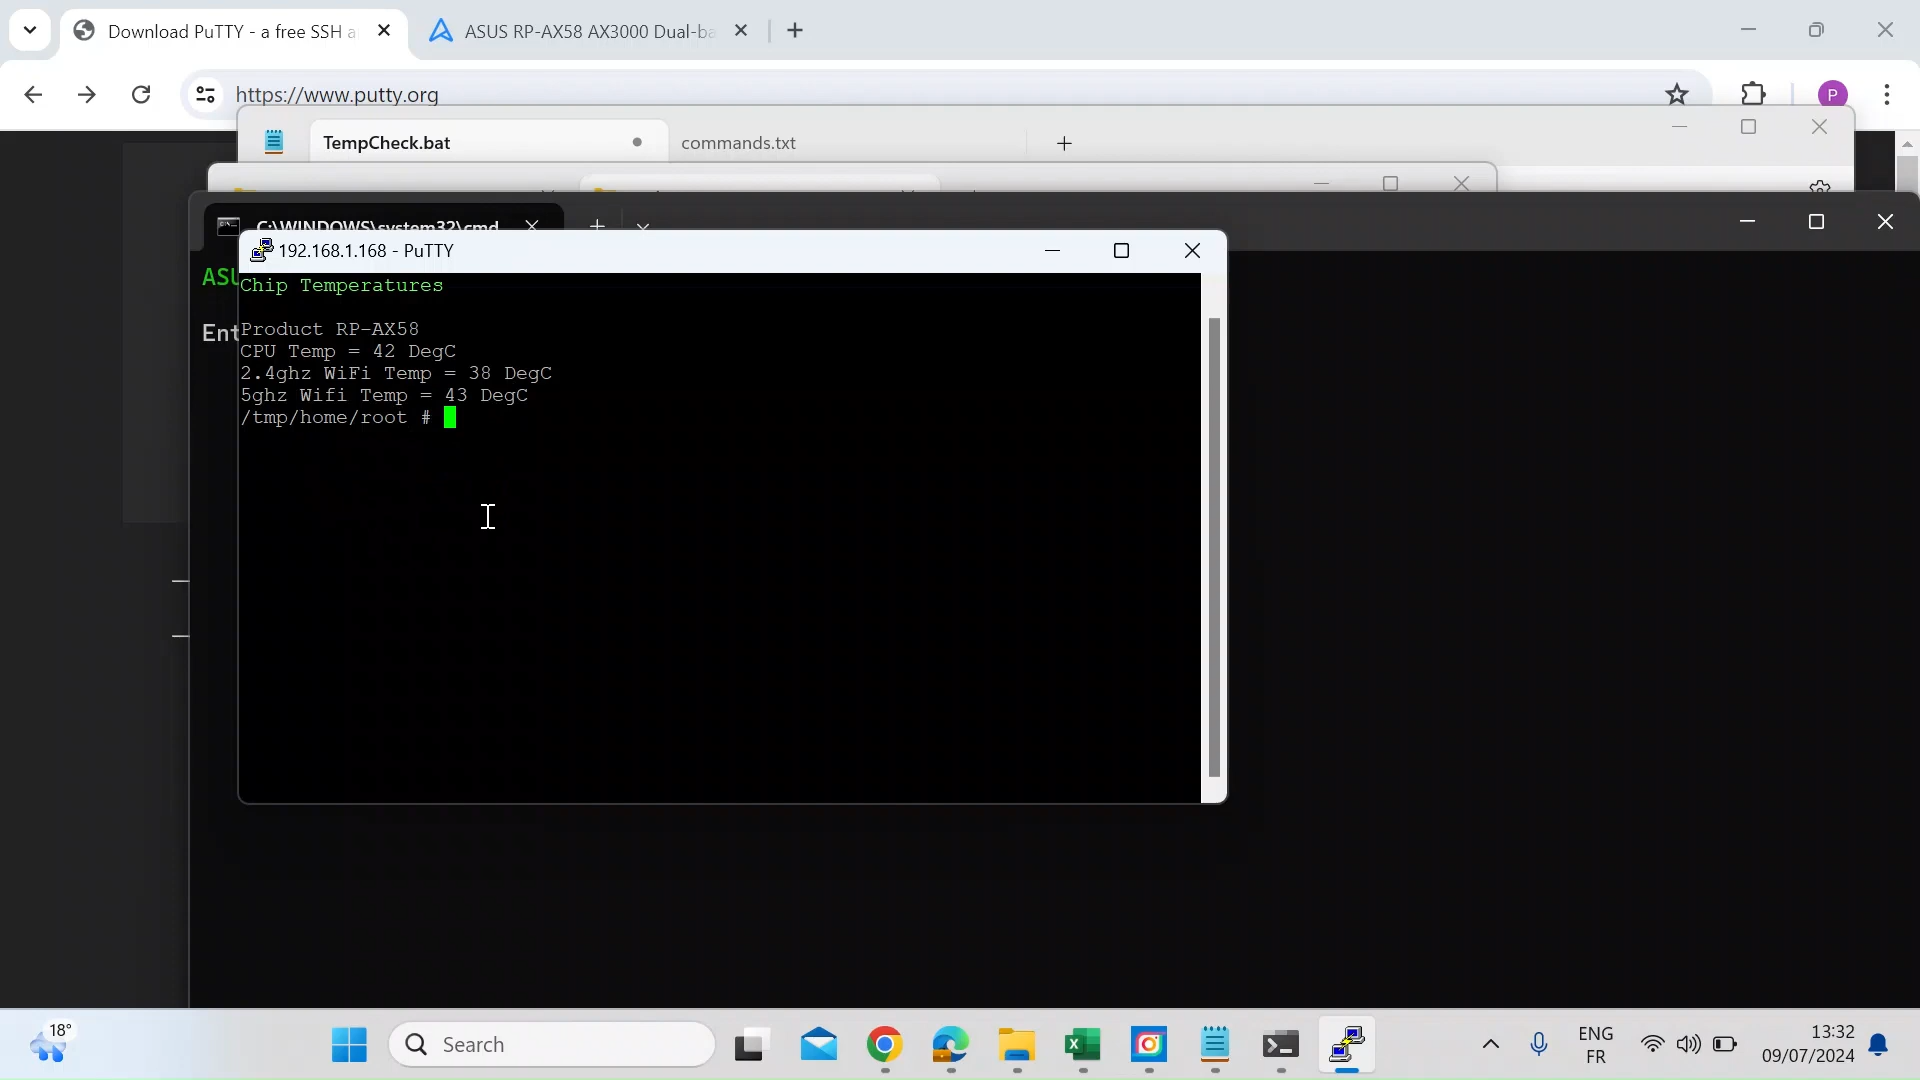 Download PuTTY - a free SSH a
ASUS RP-AX58 AX3000 Dual-ba
https://www.putty.org
P
TempCheck.bat
commands.txt
C:\WINDOWS\system32\cmd
192.168.1.168 - PuTTY
ASU
Chip Temperatures
Ent
Product RP-AX58
CPU Temp = 42 DegC
2.4ghz WiFi Temp = 38 DegC
5ghz Wifi Temp = 43 DegC
/tmp/home/root #
18°
Search
ENG
FR
13:32
09/07/2024